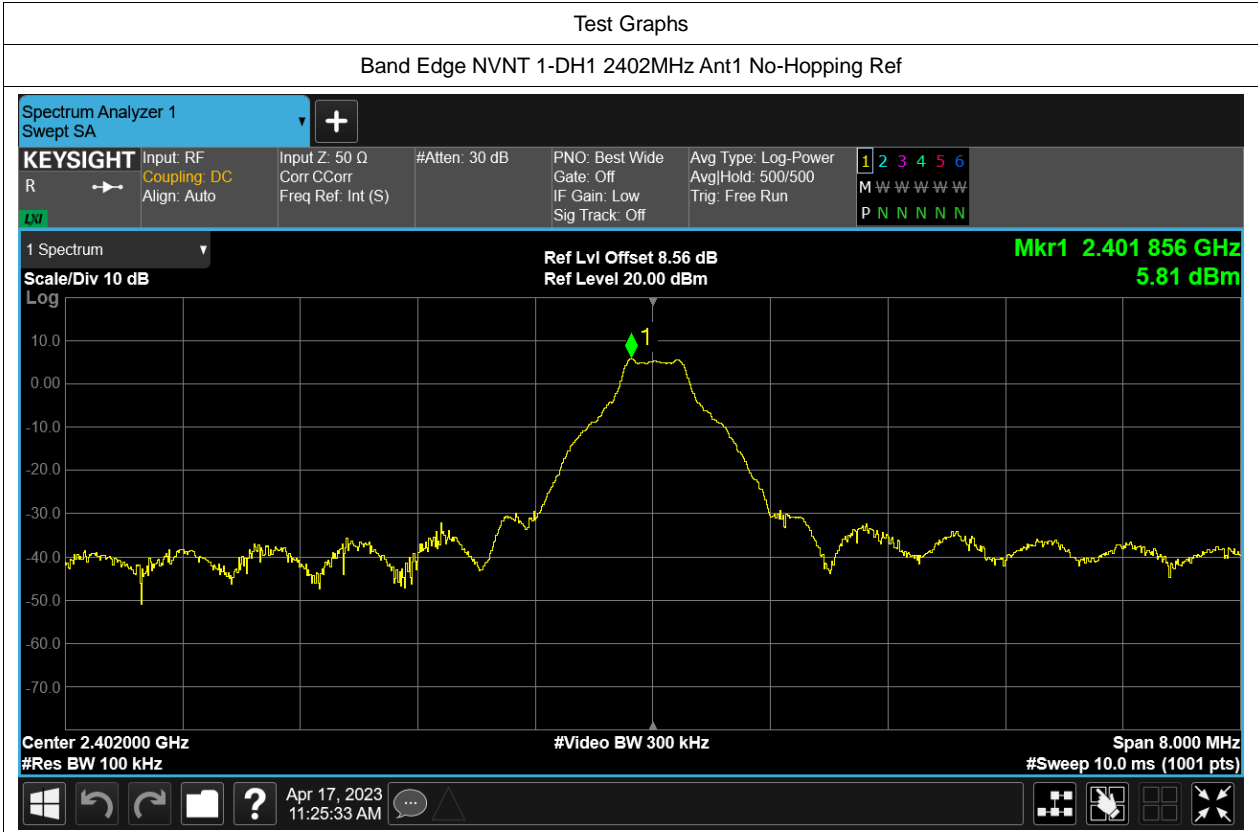 Test Graphs
Band Edge NVNT 1-DH1 2402MHz Ant1 No-Hopping Ref
Spectrum Analyzer 1
Swept SA
KEYSIGHT Input: RF Input Z: 50 Ω #Atten: 30 dB PNO: Best Wide Avg Type: Log-Power 1 2 3 4 5 6
R Coupling: DC Corr CCorr Gate: Off Avg|Hold: 500/500 M W W W W W
Align: Auto Freq Ref: Int (S) IF Gain: Low Trig: Free Run
LXI Sig Track: Off P N N N N N
1 Spectrum Ref Lvl Offset 8.56 dB Mkr1 2.401 856 GHz
Scale/Div 10 dB Ref Level 20.00 dBm 5.81 dBm
Log
1
10.0
0.00
-10.0
-20.0
-30.0
-40.0
-50.0
-60.0
-70.0
Center 2.402000 GHz #Video BW 300 kHz Span 8.000 MHz
#Res BW 100 kHz #Sweep 10.0 ms (1001 pts)
? Apr 17, 2023
11:25:33 AM